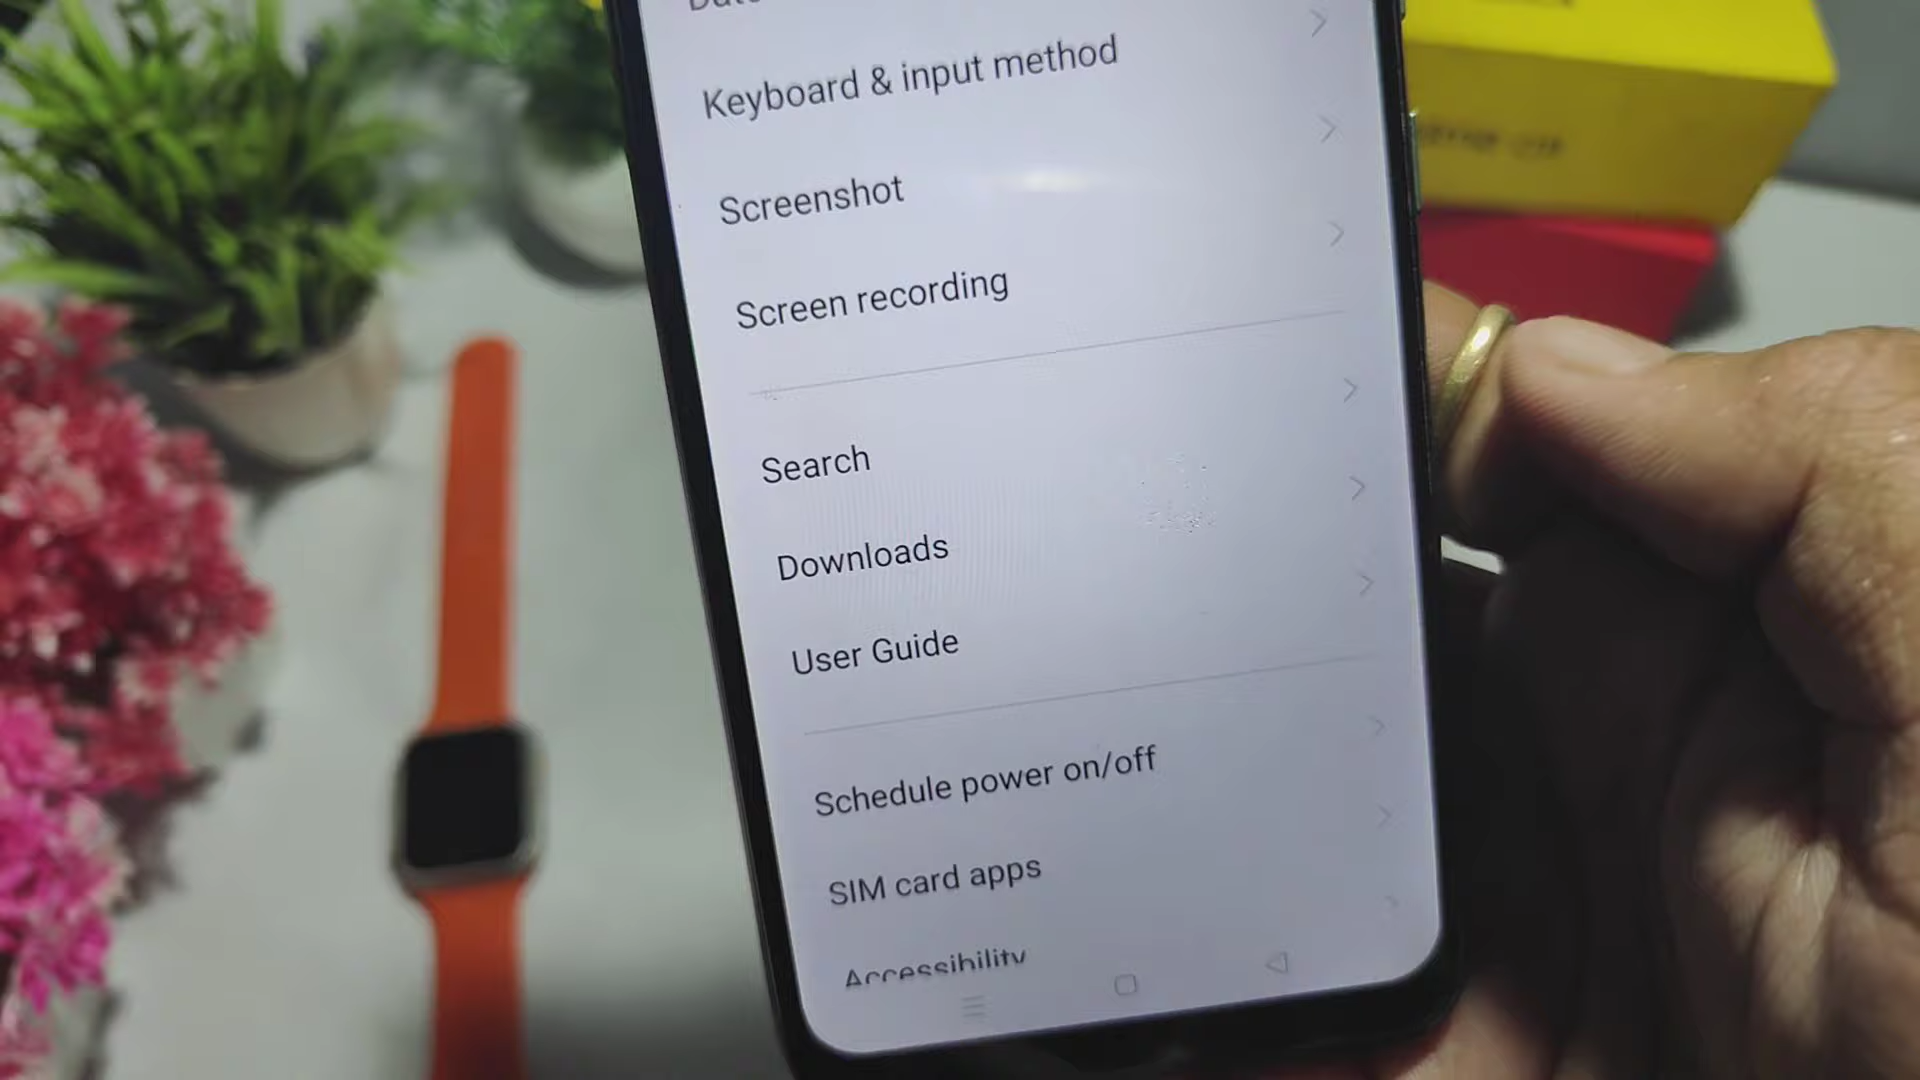 Keyboard & input method
Screenshot
Screen recording
Search
Downloads
User Guide
Schedule power on/off
SIM card apps
Accessibility